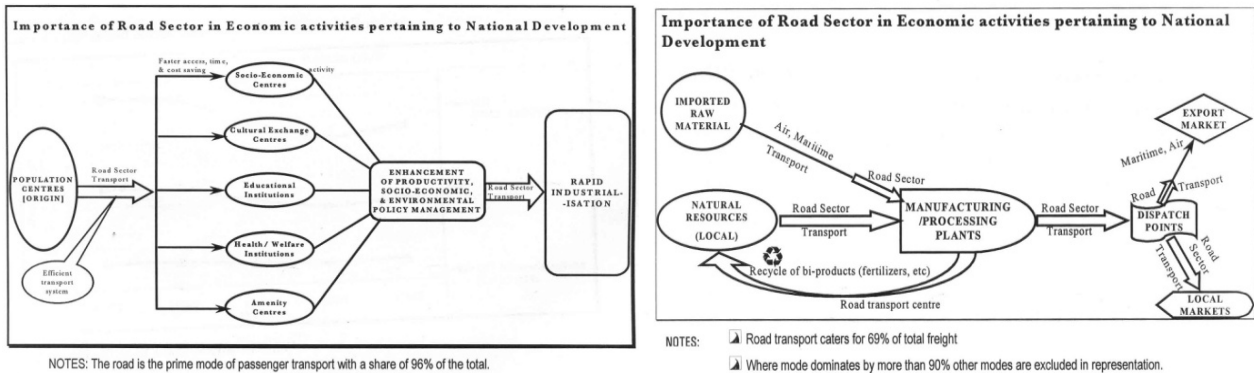 Importance of Road Sector in Economic activities pertaining to National Development
Faster access, time,
& cost saving
activity
Socio-Economic
Centres
Cultural Exchange
Centres
POPULATION
CENTRES
[ORIGIN]
Road Sector
Transport
Educational
Institutions
ENHANCEMENT
OF PRODUCTIVITY,
SOCIO-ECONOMIC,
& ENVIRONMENTAL
POLICY MANAGEMENT
Road Sector
Transport
RAPID
INDUSTRIAL-
-ISATION
Health/ Welfare
Institutions
Efficient
transport
system
Amenity
Centres
NOTES: The road is the prime mode of passenger transport with a share of 96% of the total.
Importance of Road Sector in Economic activities pertaining to National
Development
IMPORTED
RAW
MATERIAL
Air, Maritime
Transport
Road Sector
EXPORT
MARKET
Maritime, Air
Road
Transport
NATURAL
RESOURCES
(LOCAL)
Road Sector
Transport
MANUFACTURING
/PROCESSING
PLANTS
Road Sector
Transport
DISPATCH
POINTS
Road
Sector
Transport
Recycle of bi-products (fertilizers, etc)
Road transport centre
LOCAL
MARKETS
NOTES:
Road transport caters for 69% of total freight
Where mode dominates by more than 90% other modes are excluded in representation.